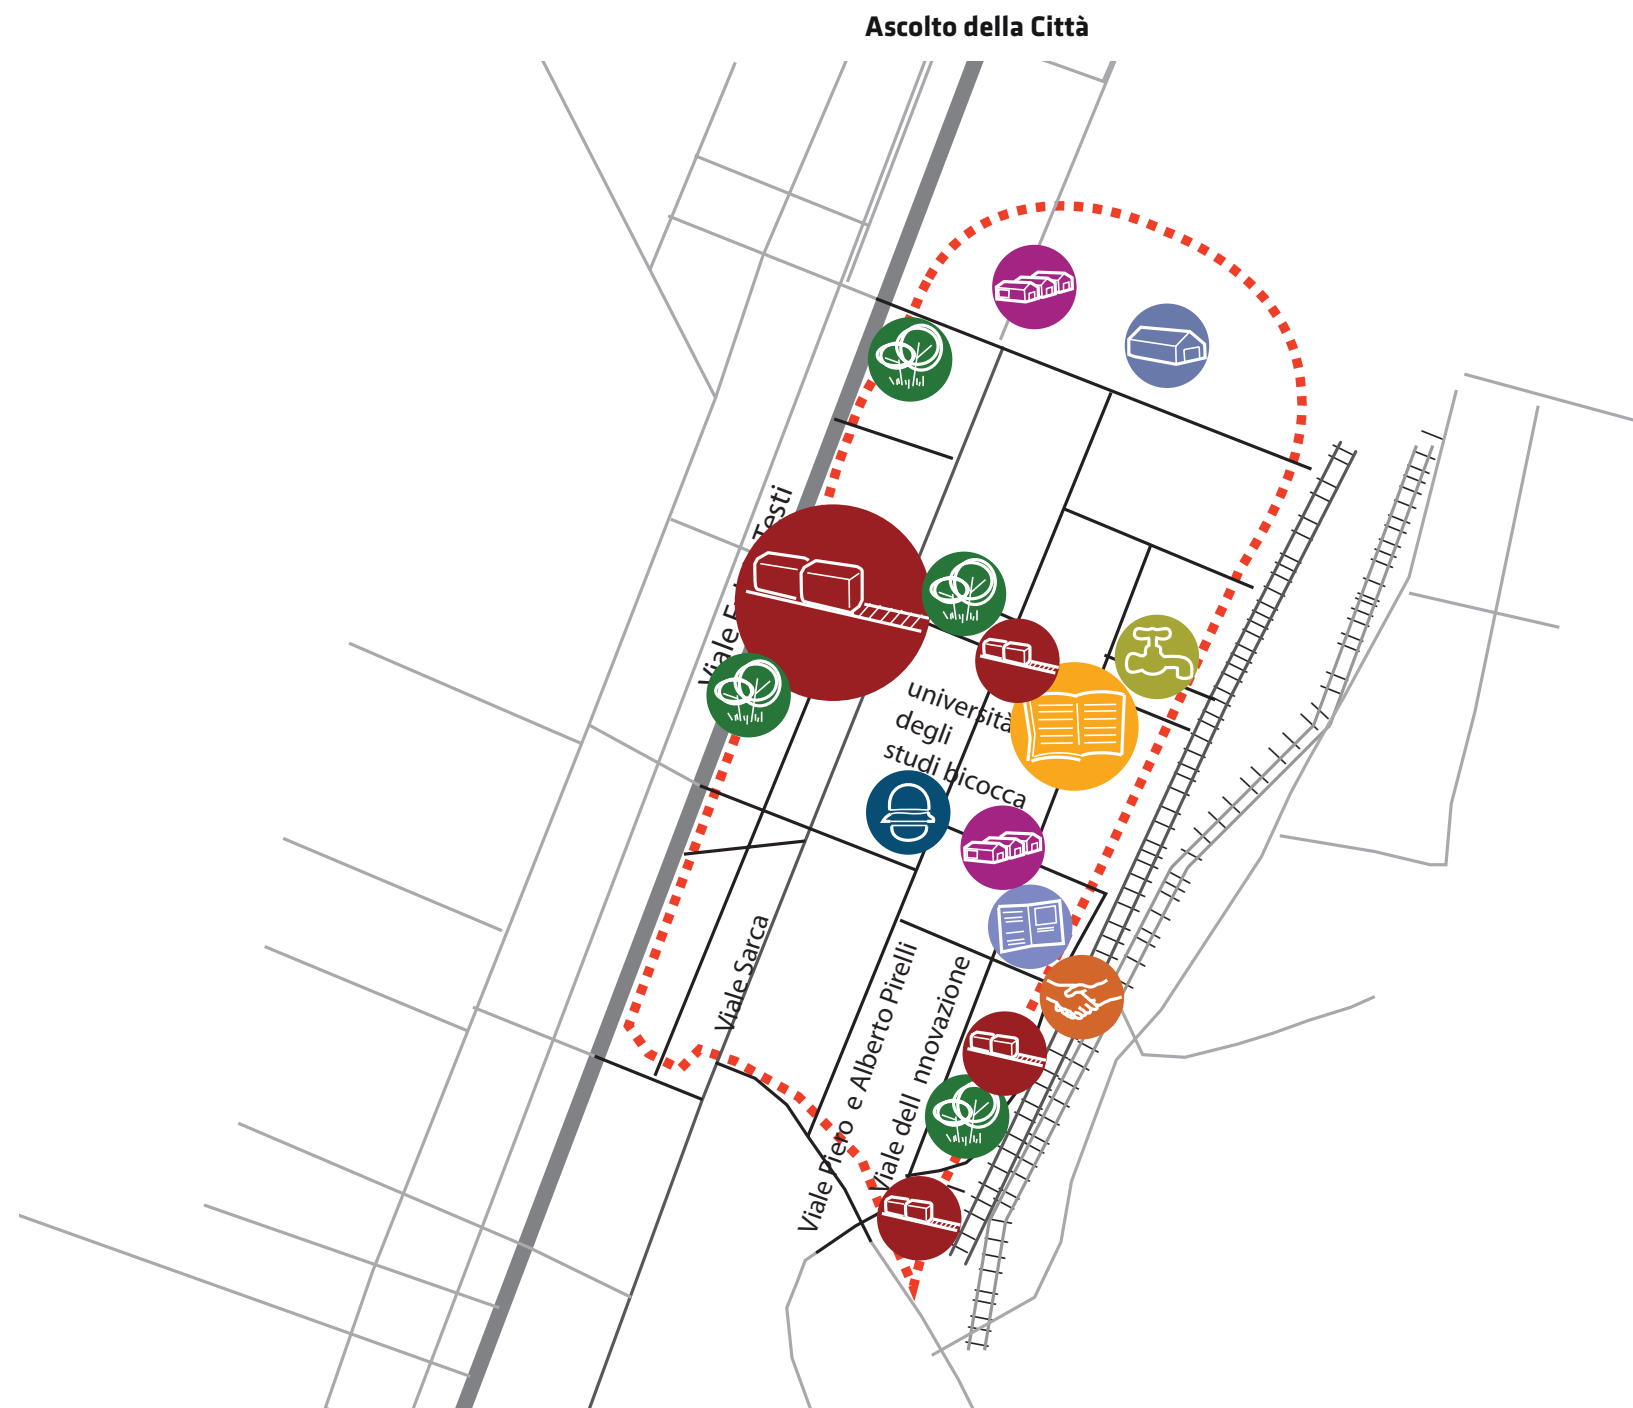 Ascolto della Città
Viale Testi
università
degli
studi bicocca
Viale Sarca
Viale Piero e Alberto Pirelli
Viale dell nnovazione